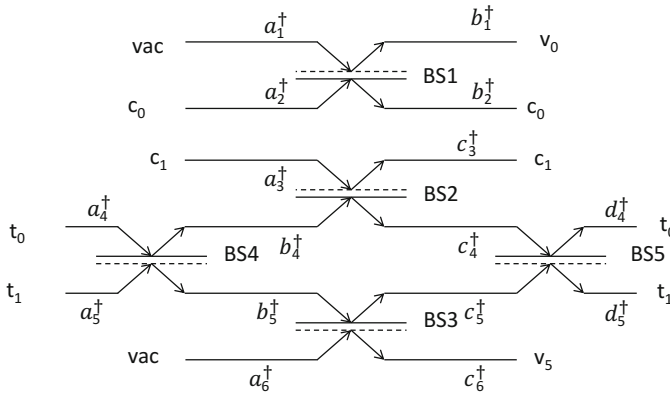 vac a₁† b₁† v₀
BS1
c₀ a₂† b₂† c₀
c₁ a₃† c₃† c₁
BS2
t₀ a₄† b₄† c₄† d₄† t₀
BS4 BS5
t₁ a₅† b₅† c₅† d₅† t₁
BS3
vac a₆† c₆† v₅